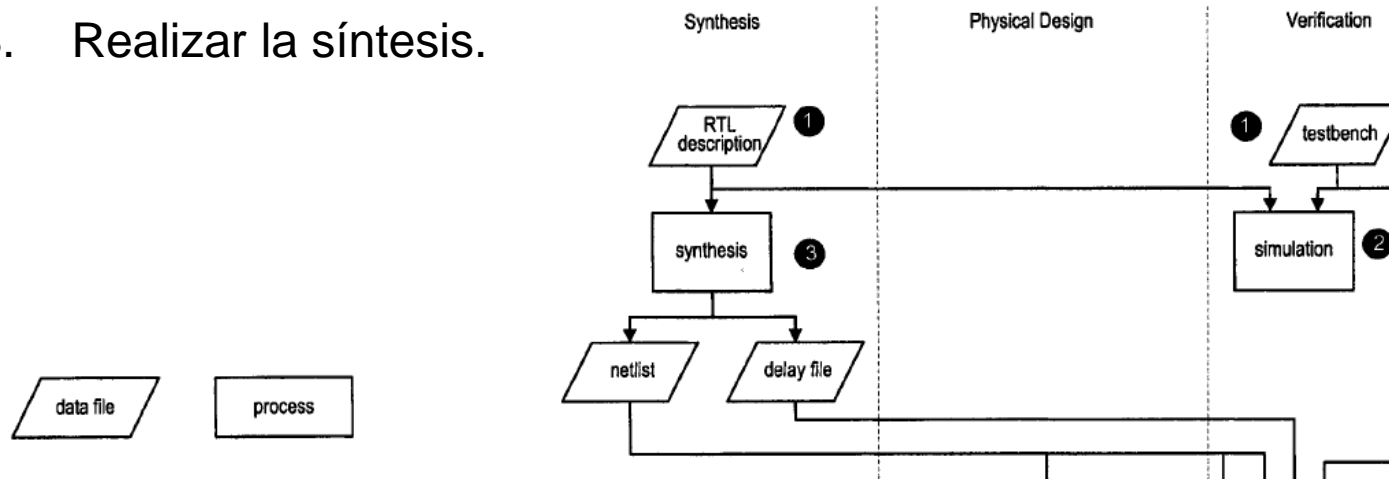 . Realizar la síntesis.
Synthesis
Physical Design
Verification
RTL
description
1
1
testbench
synthesis
3
simulation
2
netlist
delay file
data file
process